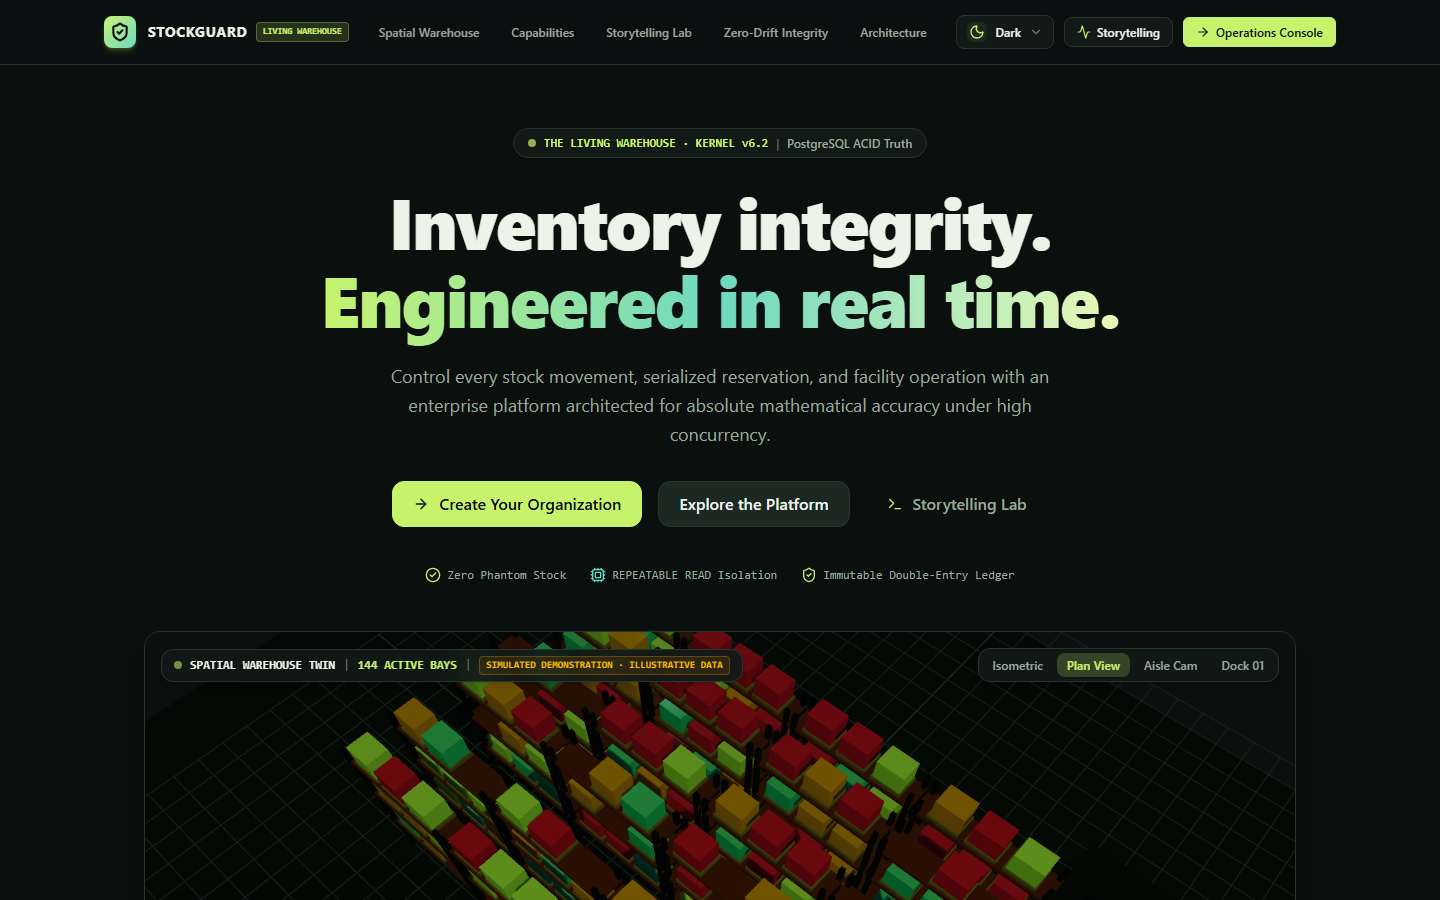 STOCKGUARD
LIVING WAREHOUSE
Spatial Warehouse
Capabilities
Storytelling Lab
Zero-Drift Integrity
Architecture
Dark
Storytelling
Operations Console
THE LIVING WAREHOUSE · KERNEL v6.2 | PostgreSQL ACID Truth
Inventory integrity.
Engineered in real time.
Control every stock movement, serialized reservation, and facility operation with an
enterprise platform architected for absolute mathematical accuracy under high
concurrency.
Create Your Organization
Explore the Platform
Storytelling Lab
Zero Phantom Stock
REPEATABLE READ Isolation
Immutable Double-Entry Ledger
SPATIAL WAREHOUSE TWIN | 144 ACTIVE BAYS | SIMULATED DEMONSTRATION · ILLUSTRATIVE DATA
Isometric
Plan View
Aisle Cam
Dock 01